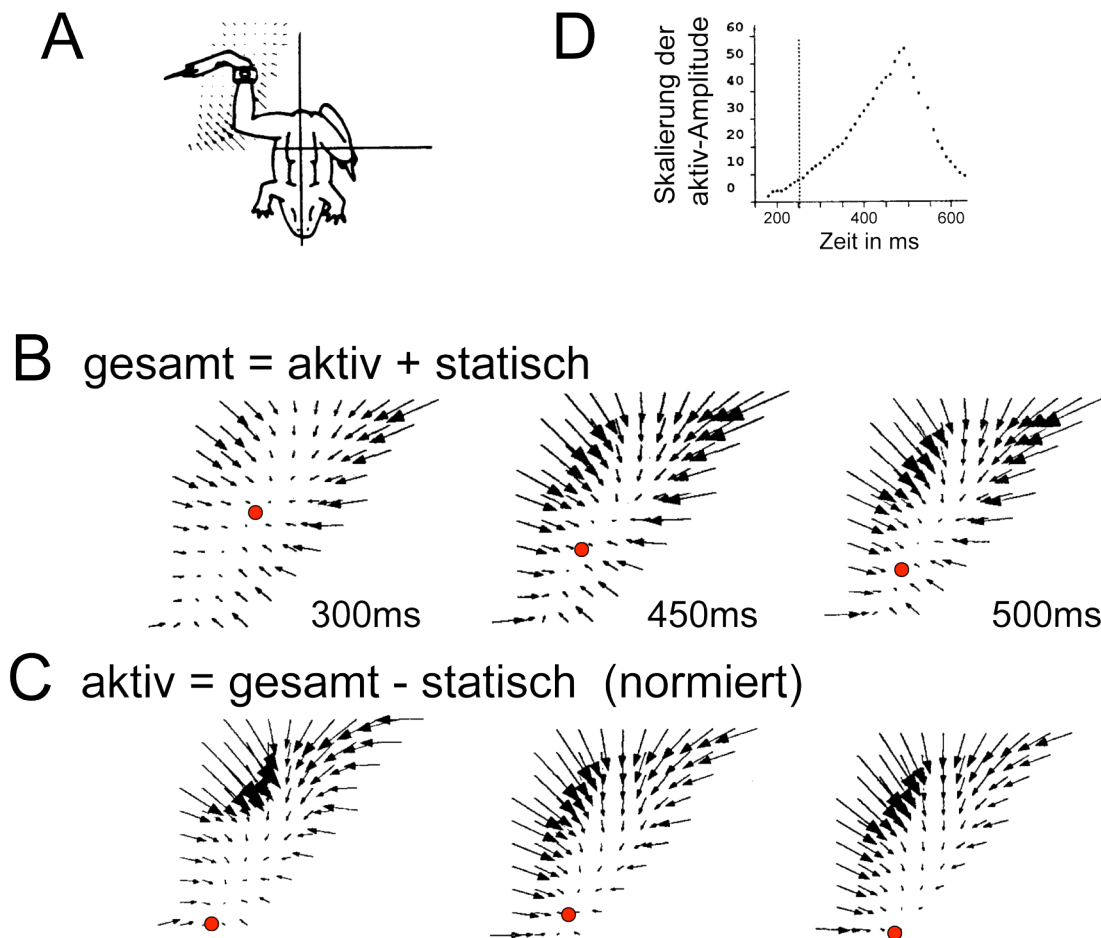 A
D
Skalierung der
aktiv-Amplitude
60
50
40
30
20
10
0
200
400
600
Zeit in ms
B gesamt = aktiv + statisch
300ms
450ms
500ms
C aktiv = gesamt - statisch (normiert)